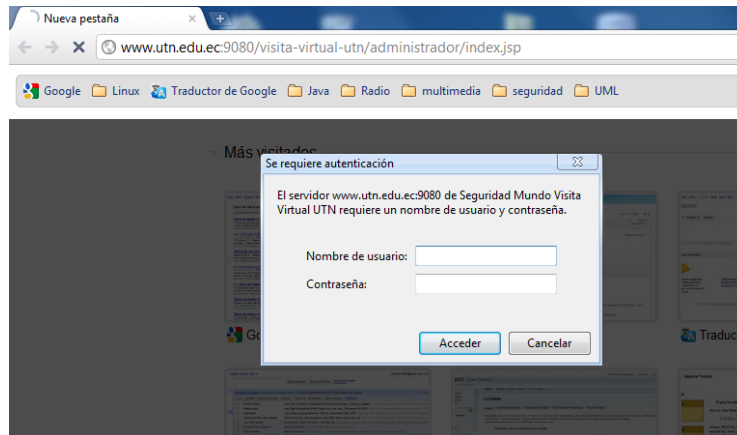 Nueva pestaña
www.utn.edu.ec:9080/visita-virtual-utn/administrador/index.jsp
Google Linux Traductor de Google Java Radio multimedia seguridad UML
Más visitados
Se requiere autenticación
El servidor www.utn.edu.ec:9080 de Seguridad Mundo Visita
Virtual UTN requiere un nombre de usuario y contraseña.
Nombre de usuario:
Contraseña:
Acceder Cancelar